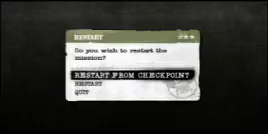 RESTART
Do you wish to restart the
mission?
RESTART FROM CHECKPOINT
RESTART
QUIT